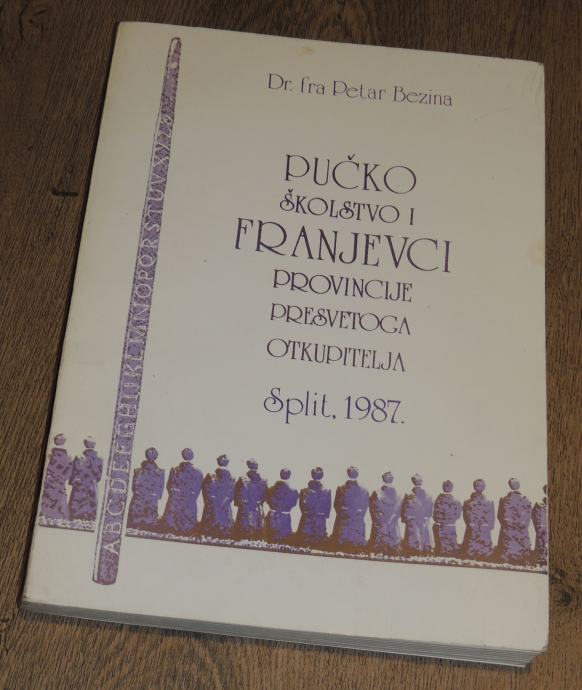 Dr. fra Petar Bezina
PUČKO
ŠKOLSTVO I
FRANJEVCI
PROVINCIJE
PRESVETOGA
OTKUPITELJA
Split, 1987.